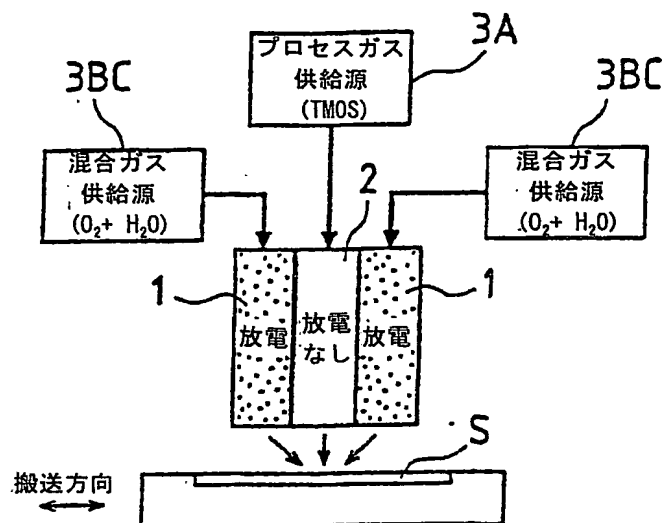 3A
プロセスガス
供給源
(TMOS)
3BC
混合ガス
供給源
(O₂+ H₂O)
3BC
混合ガス
供給源
(O₂+ H₂O)
2
1
放電
放電
なし
放電
1
S
搬送方向